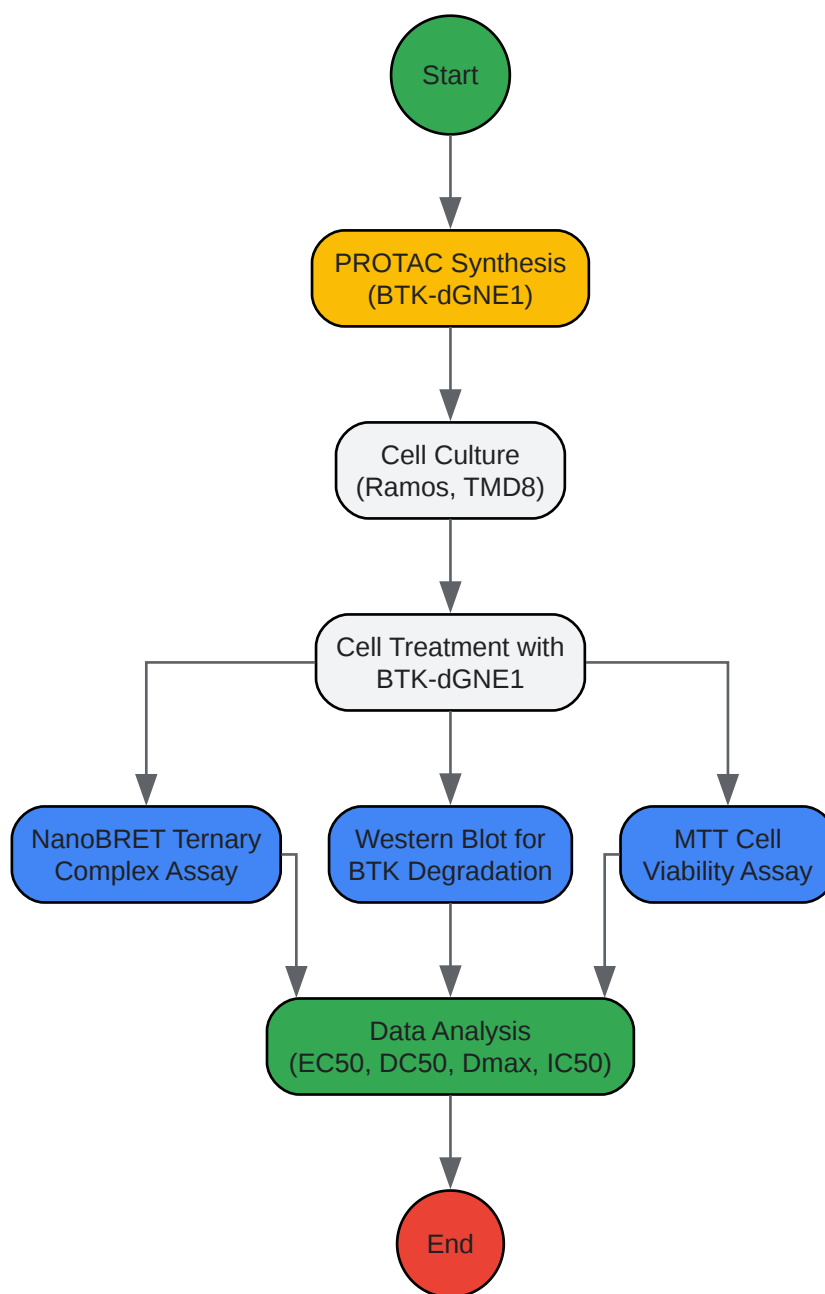 Start
PROTAC Synthesis
(BTK-dGNE1)
Cell Culture
(Ramos, TMD8)
Cell Treatment with
BTK-dGNE1
NanoBRET Ternary
Complex Assay
Western Blot for
BTK Degradation
MTT Cell
Viability Assay
Data Analysis
(EC50, DC50, Dmax, IC50)
End